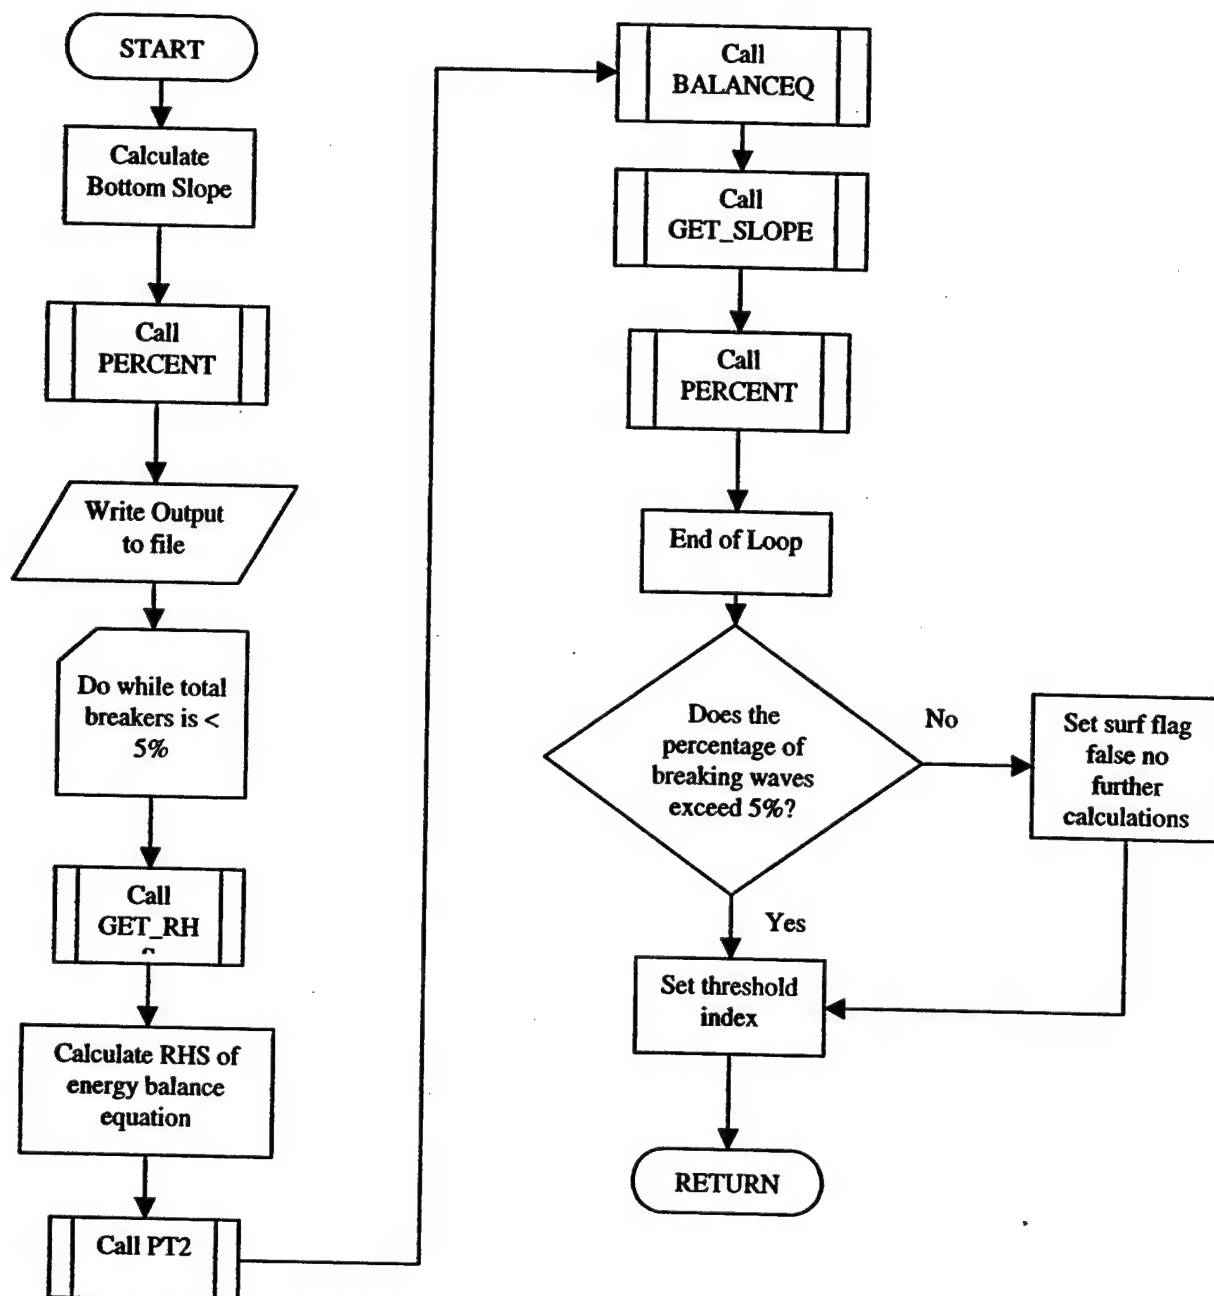 START
Calculate
Bottom Slope
Call
PERCENT
Write Output
to file
Do while total
breakers is <
5%
Call
GET_RH
Calculate RHS of
energy balance
equation
Call PT2
Call
BALANCEQ
Call
GET_SLOPE
Call
PERCENT
End of Loop
Does the
percentage of
breaking waves
exceed 5%?
No
Set surf flag
false no
further
calculations
Yes
Set threshold
index
RETURN